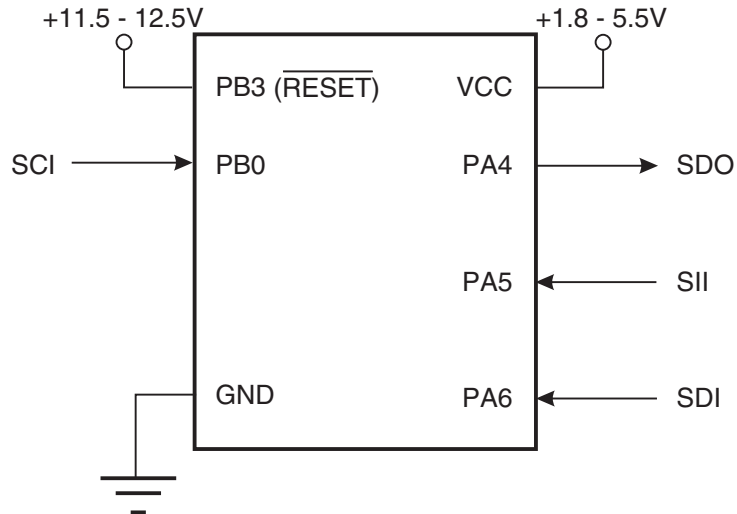 +11.5 - 12.5V
+1.8 - 5.5V
PB3 (RESET)
VCC
SCI
PB0
PA4
SDO
PA5
SII
GND
PA6
SDI